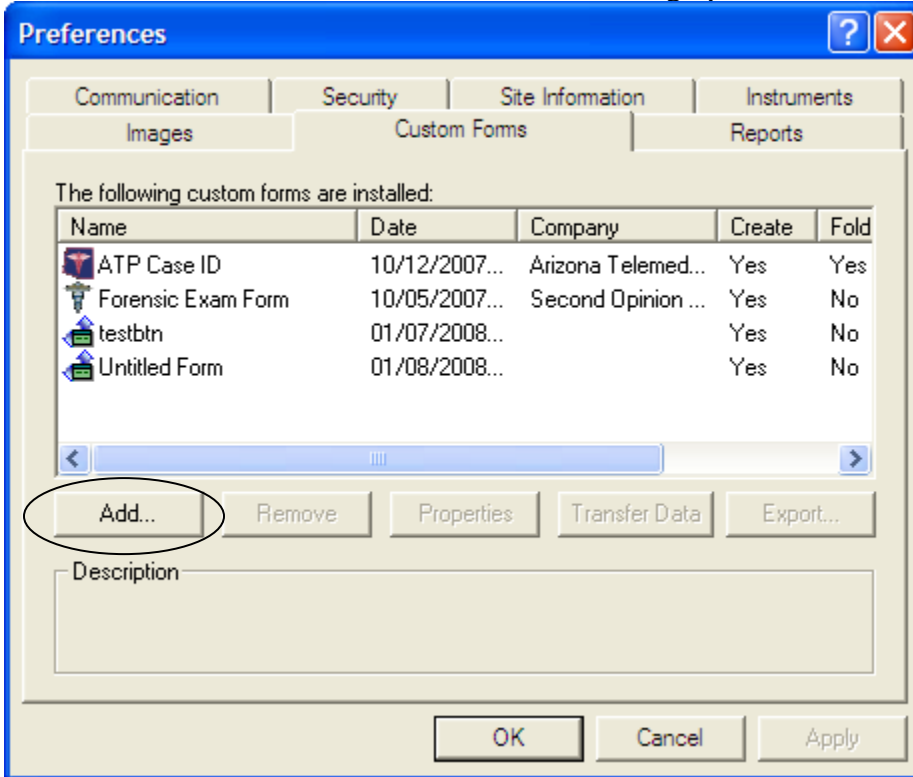 Preferences
Communication Security Site Information Instruments
Images Custom Forms Reports
The following custom forms are installed:
Name Date Company Create Fold
ATP Case ID 10/12/2007... Arizona Telemed... Yes Yes
Forensic Exam Form 10/05/2007... Second Opinion ... Yes No
testbtn 01/07/2008... Yes No
Untitled Form 01/08/2008... Yes No
Add... Remove Properties Transfer Data Export...
Description
OK Cancel Apply